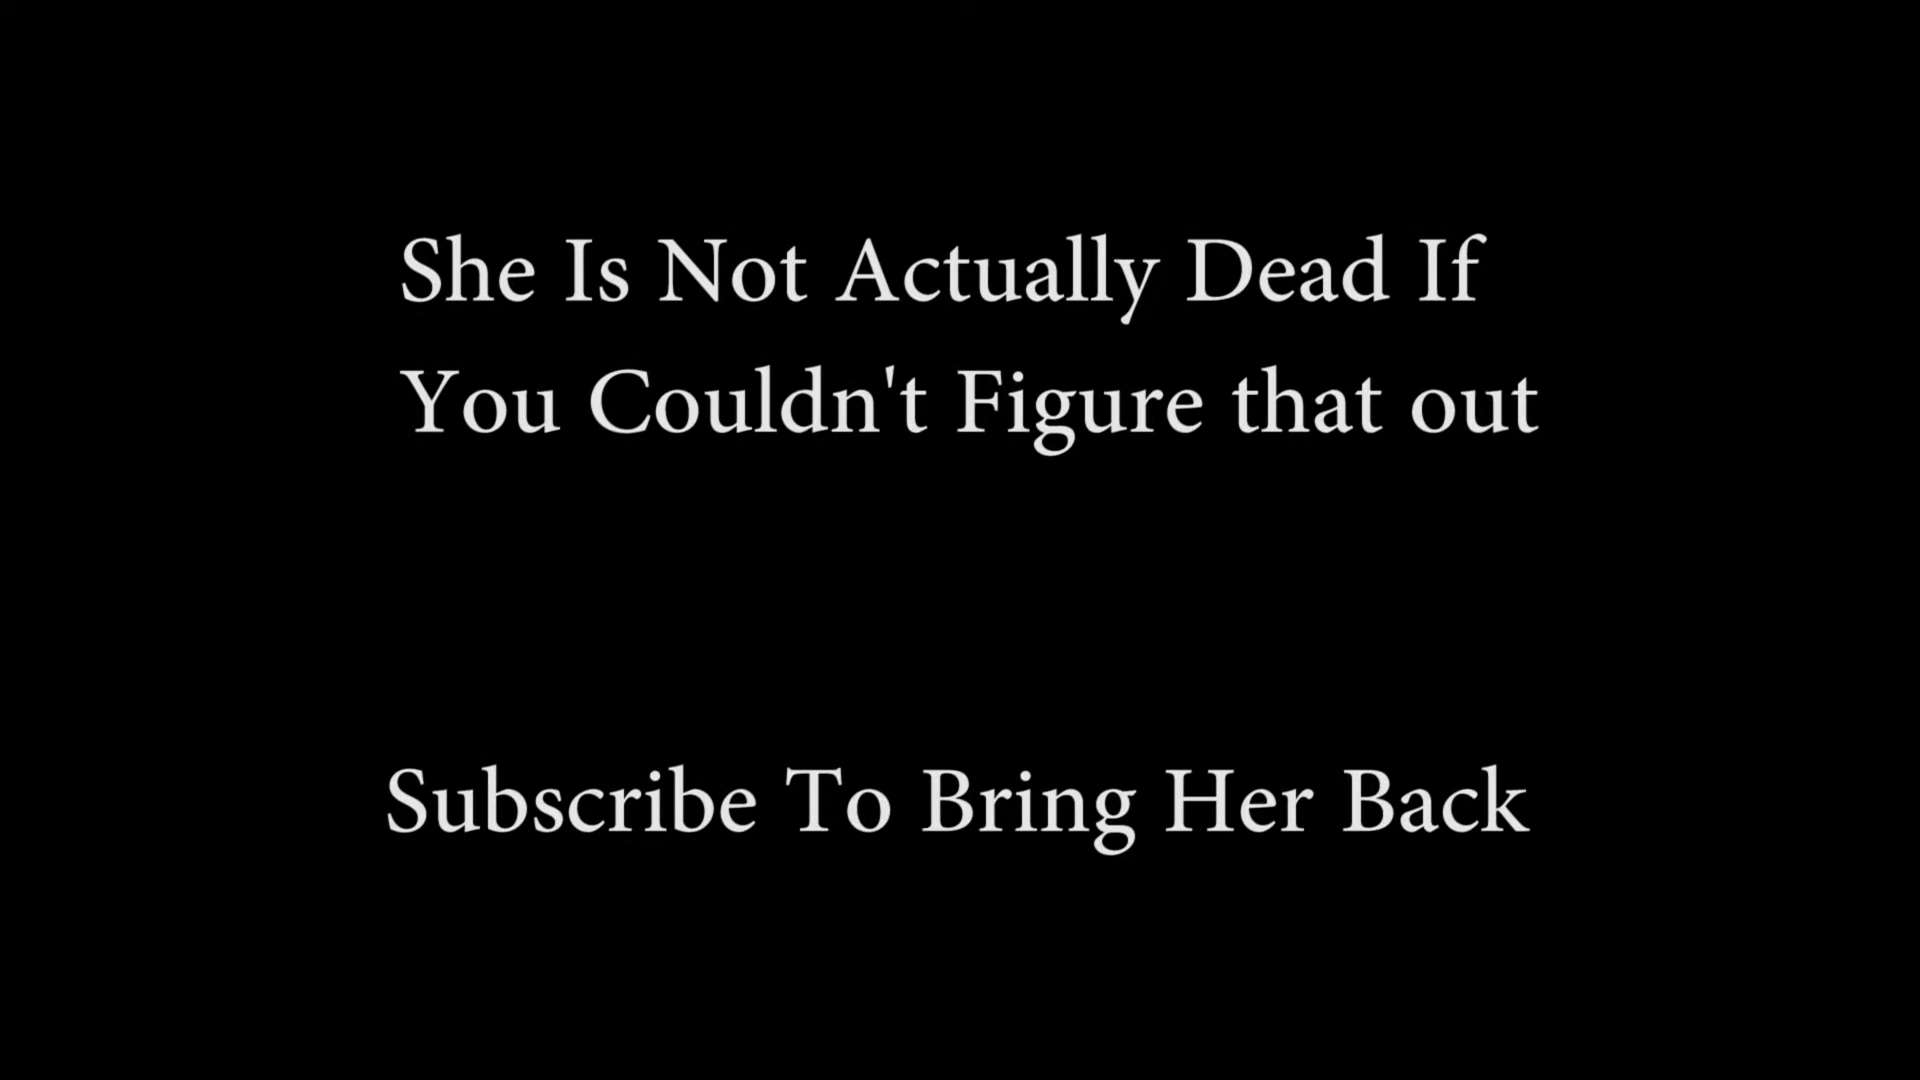 She Is Not Actually Dead If
You Couldn't Figure that out
Subscribe To Bring Her Back